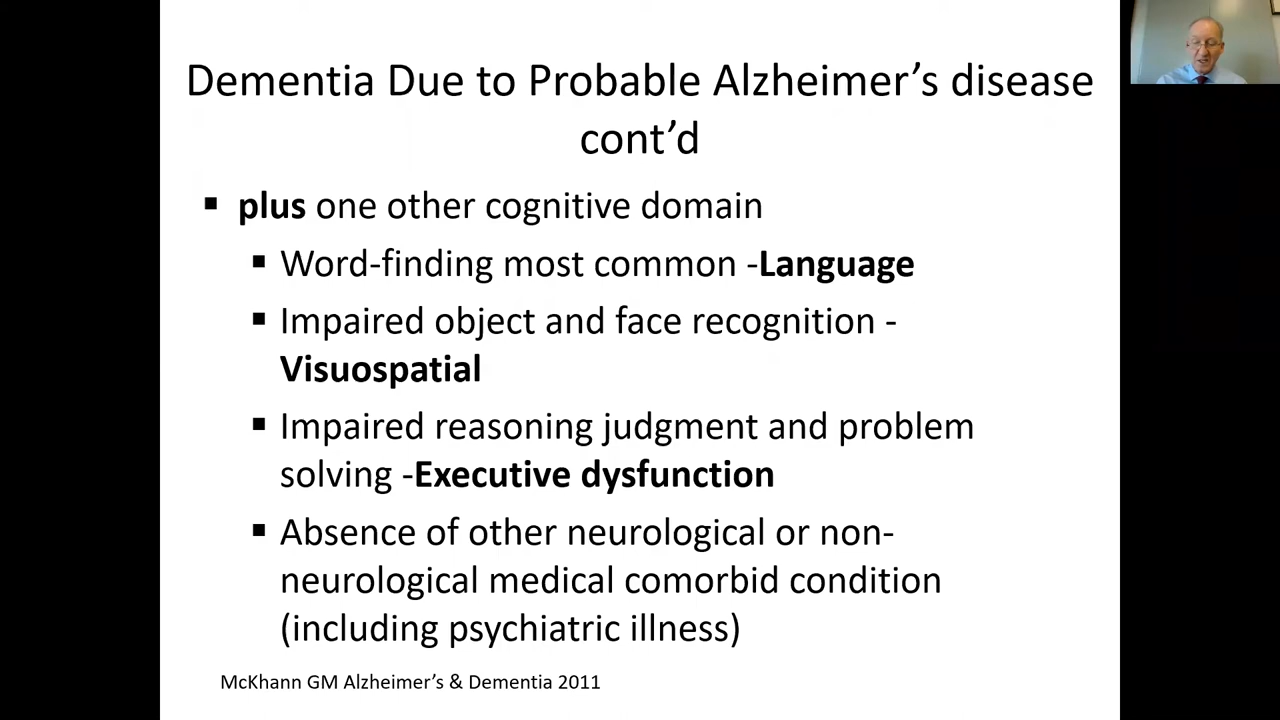 Dementia Due to Probable Alzheimer’s disease
cont’d
▪ plus one other cognitive domain
▪ Word-finding most common -Language
▪ Impaired object and face recognition -
Visuospatial
▪ Impaired reasoning judgment and problem
solving -Executive dysfunction
▪ Absence of other neurological or non-
neurological medical comorbid condition
(including psychiatric illness)
McKhann GM Alzheimer’s & Dementia 2011